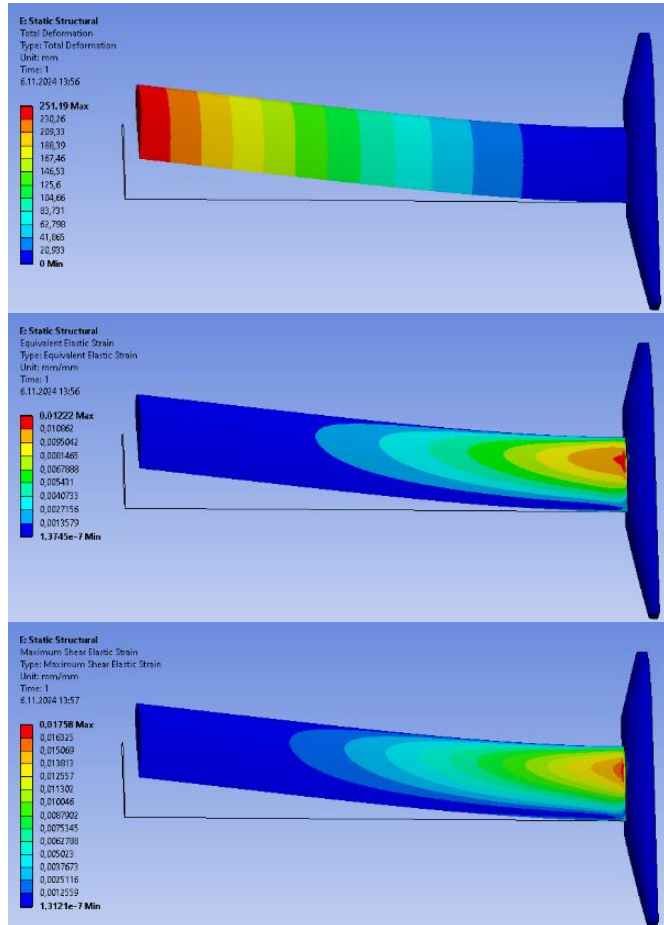 E: Static Structural
Total Deformation
Type: Total Deformation
Unit: mm
Time: 1
6.11.2024 13:56
251,19 Max
230,26
209,33
188,39
167,46
146,53
125,6
104,66
83,731
62,798
41,865
20,933
0 Min
E: Static Structural
Equivalent Elastic Strain
Type: Equivalent Elastic Strain
Unit: mm/mm
Time: 1
6.11.2024 13:56
0,01222 Max
0,010862
0,0095042
0,0081465
0,0067888
0,005431
0,0040733
0,0027156
0,0013579
1,3745e-7 Min
E: Static Structural
Maximum Shear Elastic Strain
Type: Maximum Shear Elastic Strain
Unit: mm/mm
Time: 1
6.11.2024 13:57
0,01758 Max
0,016325
0,015069
0,013813
0,012557
0,011302
0,010046
0,0087902
0,0075345
0,0062788
0,005023
0,0037673
0,0025116
0,0012559
1,3121e-7 Min